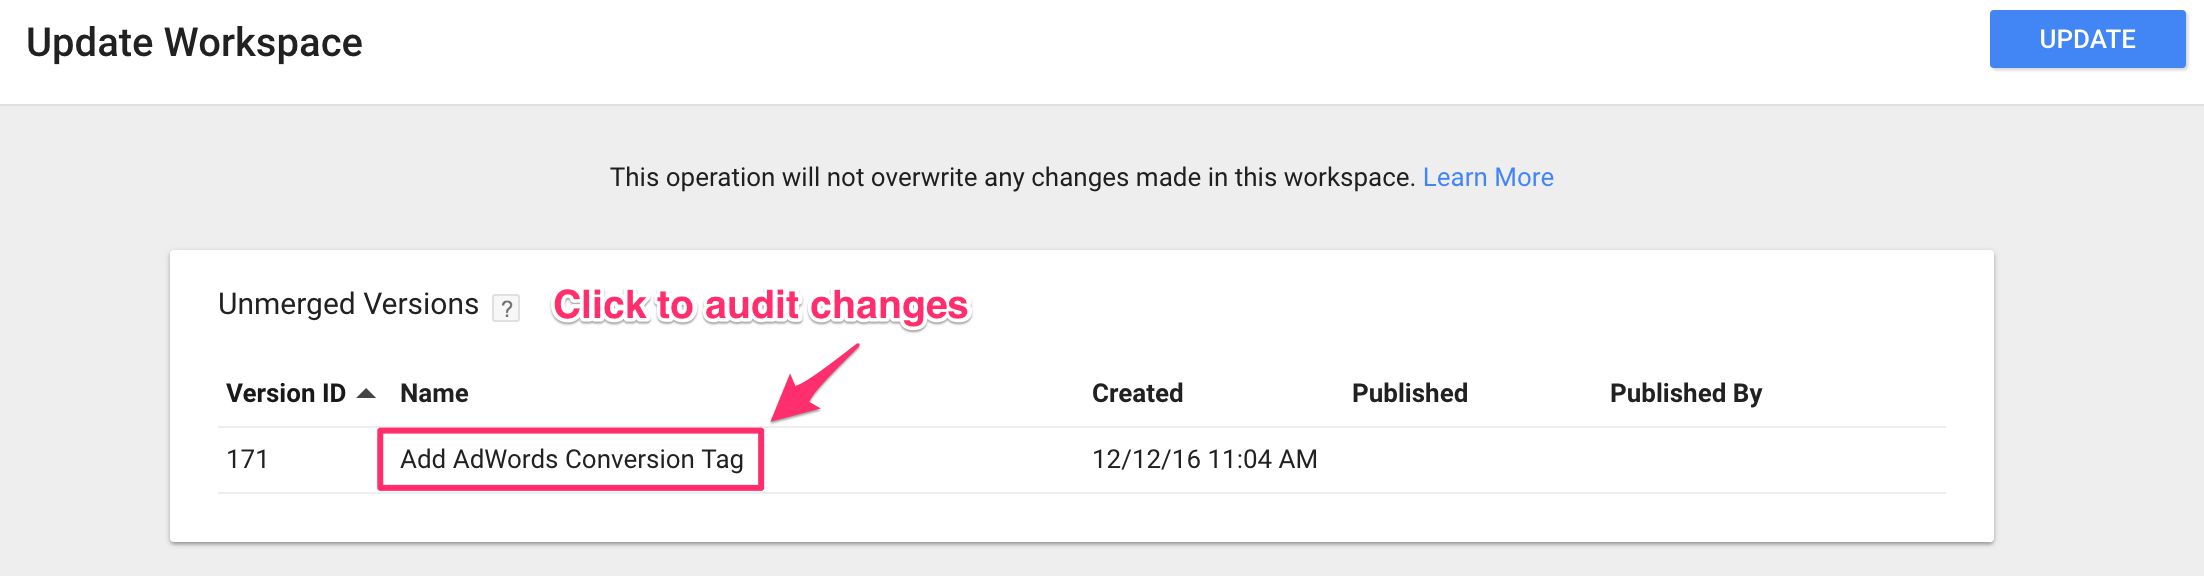 Update Workspace
UPDATE
This operation will not overwrite any changes made in this workspace. Learn More
Unmerged Versions ? Click to audit changes
Version ID Name Created Published Published By
171 Add AdWords Conversion Tag 12/12/16 11:04 AM